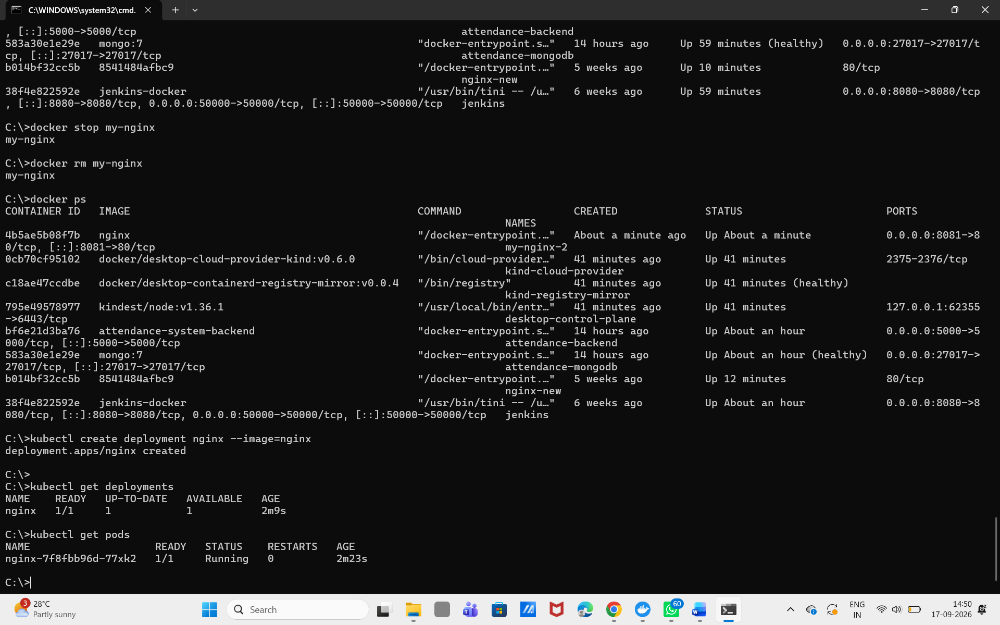 C:\WINDOWS\system32\cmd.
, [::]:5000->5000/tcp                                    attendance-backend
583a30e1e29e   mongo:7   "docker-entrypoint.s…"   14 hours ago   Up 59 minutes (healthy)   0.0.0.0:27017->27017/t
cp, [::]:27017->27017/tcp   attendance-mongodb
b014bf32cc5b   8541484afbc9   "/docker-entrypoint.…"   5 weeks ago   Up 10 minutes   80/tcp
nginx-new
38f4e822592e   jenkins-docker   "/usr/bin/tini -- /u…"   6 weeks ago   Up 59 minutes   0.0.0.0:8080->8080/tcp
, [::]:8080->8080/tcp, 0.0.0.0:50000->50000/tcp, [::]:50000->50000/tcp   jenkins
C:\>docker stop my-nginx
my-nginx
C:\>docker rm my-nginx
my-nginx
C:\>docker ps
CONTAINER ID   IMAGE   COMMAND   CREATED   STATUS   PORTS
NAMES
4b5ae5b08f7b   nginx   "/docker-entrypoint.…"   About a minute ago   Up About a minute   0.0.0.0:8081->8
0/tcp, [::]:8081->80/tcp   my-nginx-2
0cb70cf95102   docker/desktop-cloud-provider-kind:v0.6.0   "/bin/cloud-provider…"   41 minutes ago   Up 41 minutes   2375-2376/tcp
kind-cloud-provider
c18ae47ccdbe   docker/desktop-containerd-registry-mirror:v0.0.4   "/bin/registry"   41 minutes ago   Up 41 minutes (healthy)
kind-registry-mirror
795e49578977   kindest/node:v1.36.1   "/usr/local/bin/entr…"   41 minutes ago   Up 41 minutes   127.0.0.1:62355
->6443/tcp   desktop-control-plane
bf6e21d3ba76   attendance-system-backend   "docker-entrypoint.s…"   14 hours ago   Up About an hour   0.0.0.0:5000->5
000/tcp, [::]:5000->5000/tcp   attendance-backend
583a30e1e29e   mongo:7   "docker-entrypoint.s…"   14 hours ago   Up About an hour (healthy)   0.0.0.0:27017->
27017/tcp, [::]:27017->27017/tcp   attendance-mongodb
b014bf32cc5b   8541484afbc9   "/docker-entrypoint.…"   5 weeks ago   Up 12 minutes   80/tcp
nginx-new
38f4e822592e   jenkins-docker   "/usr/bin/tini -- /u…"   6 weeks ago   Up About an hour   0.0.0.0:8080->8
080/tcp, [::]:8080->8080/tcp, 0.0.0.0:50000->50000/tcp, [::]:50000->50000/tcp   jenkins
C:\>kubectl create deployment nginx --image=nginx
deployment.apps/nginx created
C:\>
C:\>kubectl get deployments
NAME   READY   UP-TO-DATE   AVAILABLE   AGE
nginx   1/1   1   1   2m9s
C:\>kubectl get pods
NAME   READY   STATUS   RESTARTS   AGE
nginx-7f8fbb96d-77xk2   1/1   Running   0   2m23s
C:\>
3
28°C
Partly sunny
Search
60
ENG
IN
14:50
17-09-2026